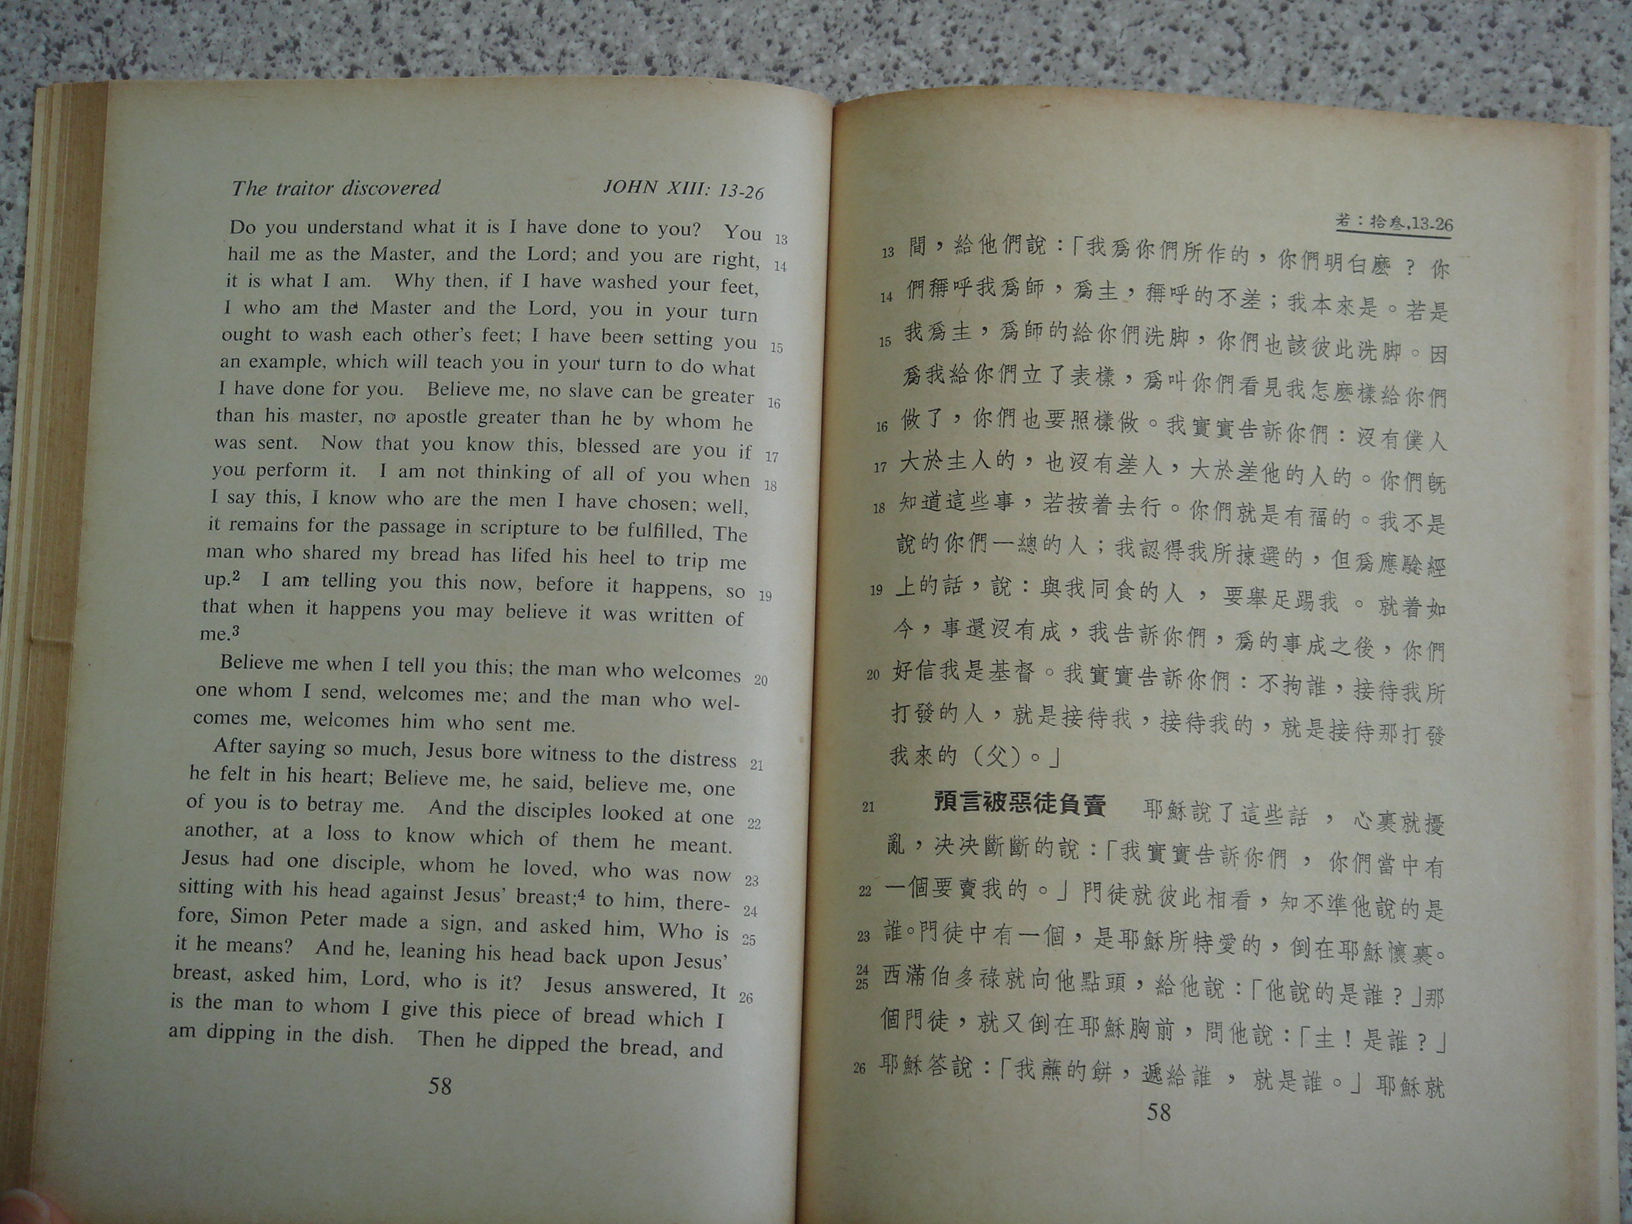 The traitor discovered JOHN XIII: 13-26
Do you understand what it is I have done to you? You 13
hail me as the Master, and the Lord; and you are right, 14
it is what I am. Why then, if I have washed your feet,
I who am the Master and the Lord, you in your turn
ought to wash each other's feet; I have been setting you 15
an example, which will teach you in your turn to do what
I have done for you. Believe me, no slave can be greater 16
than his master, no apostle greater than he by whom he
was sent. Now that you know this, blessed are you if 17
you perform it. I am not thinking of all of you when 18
I say this, I know who are the men I have chosen; well,
it remains for the passage in scripture to be fulfilled, The
man who shared my bread has lifed his heel to trip me
up.² I am telling you this now, before it happens, so 19
that when it happens you may believe it was written of
me.³
Believe me when I tell you this; the man who welcomes 20
one whom I send, welcomes me; and the man who wel-
comes me, welcomes him who sent me.
After saying so much, Jesus bore witness to the distress 21
he felt in his heart; Believe me, he said, believe me, one
of you is to betray me. And the disciples looked at one 22
another, at a loss to know which of them he meant.
Jesus had one disciple, whom he loved, who was now 23
sitting with his head against Jesus' breast;⁴ to him, there- 24
fore, Simon Peter made a sign, and asked him, Who is 25
it he means? And he, leaning his head back upon Jesus'
breast, asked him, Lord, who is it? Jesus answered, It 26
is the man to whom I give this piece of bread which I
am dipping in the dish. Then he dipped the bread, and
58
若：拾叁.13-26
13 間，給他們說：「我爲你們所作的，你們明白麽？你
14 們稱呼我爲師，爲主，稱呼的不差；我本來是。若是
15 我爲主，爲師的給你們洗脚，你們也該彼此洗脚。因
爲我給你們立了表樣，爲叫你們看見我怎麽樣給你們
16 做了，你們也要照樣做。我實實告訴你們：沒有僕人
17 大於主人的，也沒有差人，大於差他的人的。你們旣
18 知道這些事，若按着去行。你們就是有福的。我不是
說的你們一總的人；我認得我所揀選的，但爲應驗經
19 上的話，說：與我同食的人，要舉足踢我。就着如
今，事還沒有成，我告訴你們，爲的事成之後，你們
20 好信我是基督。我實實告訴你們：不拘誰，接待我所
打發的人，就是接待我，接待我的，就是接待那打發
我來的（父）。」
21 預言被惡徒負賣 耶穌說了這些話，心裏就擾
亂，决决斷斷的說：「我實實告訴你們，你們當中有
22 一個要賣我的。」門徒就彼此相看，知不準他說的是
23 誰。門徒中有一個，是耶穌所特愛的，倒在耶穌懷裏。
24 25 西滿伯多祿就向他點頭，給他說：「他說的是誰？」那
個門徒，就又倒在耶穌胸前，問他說：「主！是誰？」
26 耶穌答說：「我蘸的餅，遞給誰，就是誰。」耶穌就
58